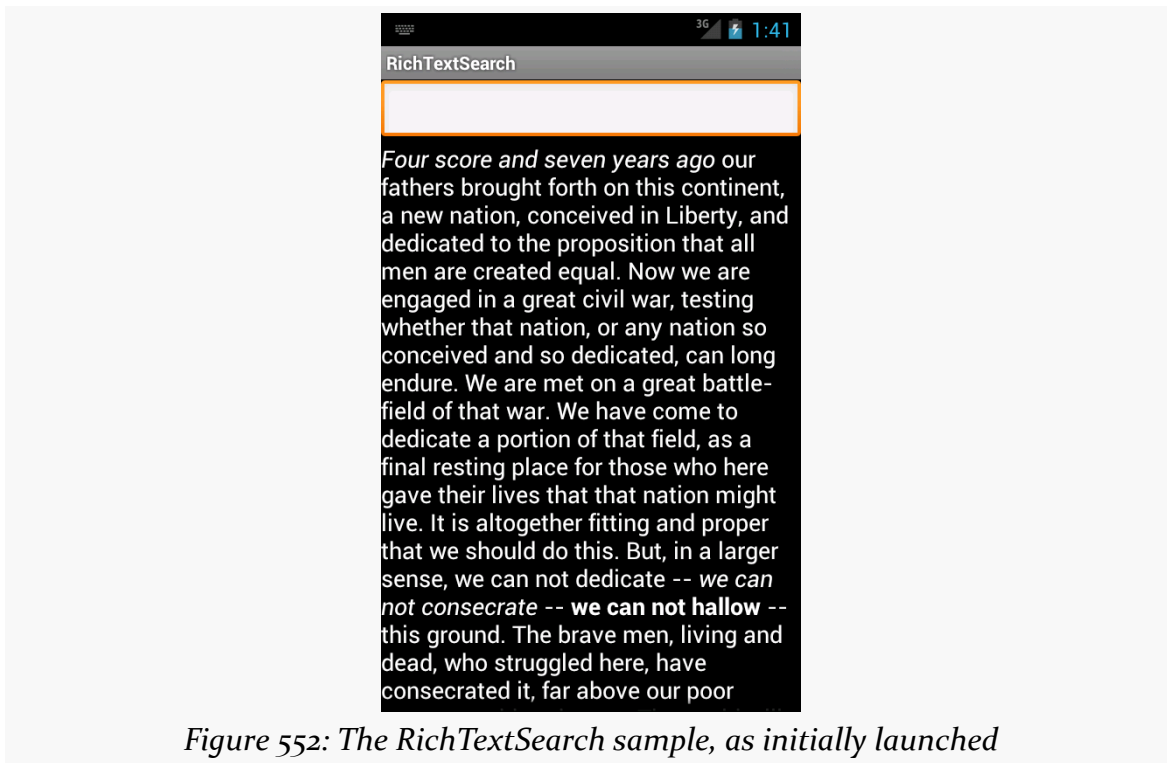 3G 1:41
RichTextSearch
Four score and seven years ago our
fathers brought forth on this continent,
a new nation, conceived in Liberty, and
dedicated to the proposition that all
men are created equal. Now we are
engaged in a great civil war, testing
whether that nation, or any nation so
conceived and so dedicated, can long
endure. We are met on a great battle-
field of that war. We have come to
dedicate a portion of that field, as a
final resting place for those who here
gave their lives that that nation might
live. It is altogether fitting and proper
that we should do this. But, in a larger
sense, we can not dedicate -- we can
not consecrate -- we can not hallow --
this ground. The brave men, living and
dead, who struggled here, have
consecrated it, far above our poor
Figure 552: The RichTextSearch sample, as initially launched